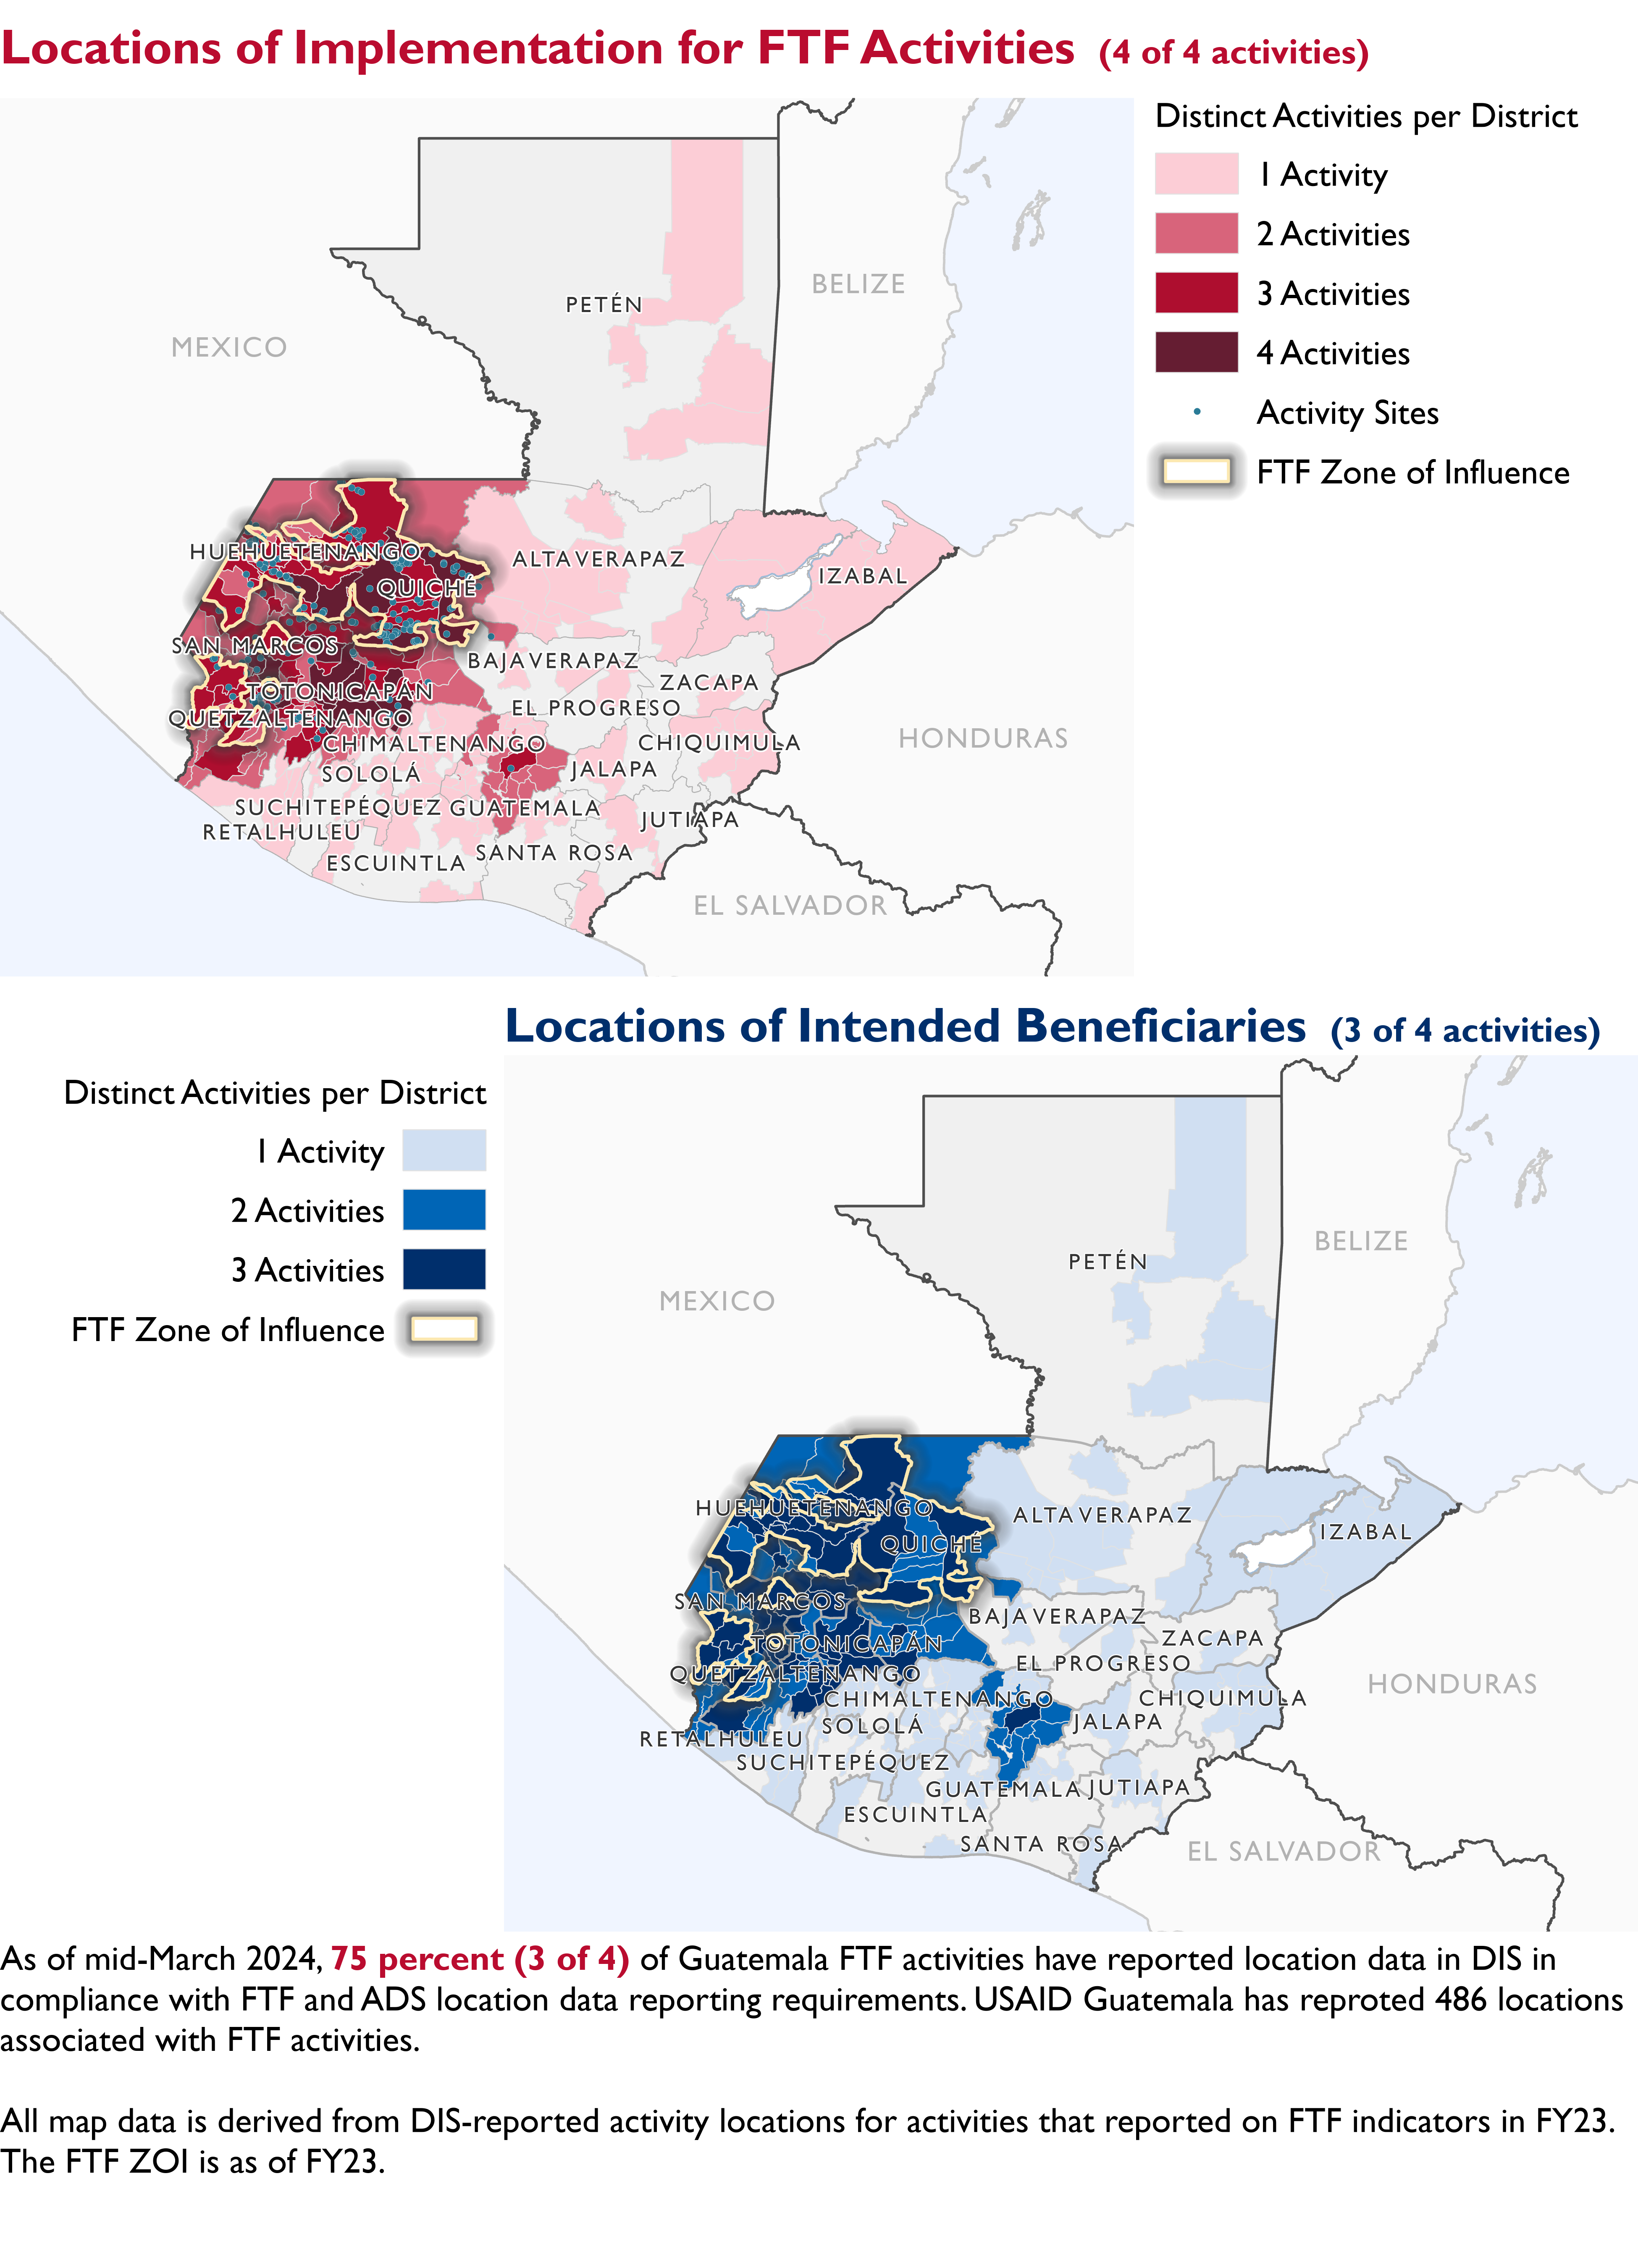 Locations of Implementation for FTF Activities (4 of 4 activities)
Distinct Activities per District
1 Activity
2 Activities
3 Activities
4 Activities
Activity Sites
FTF Zone of Influence
PETÉN
BELIZE
MEXICO
HUEHUETENANGO
ALTA VERAPAZ
IZABAL
QUICHÉ
SAN MARCOS
BAJA VERAPAZ
ZACAPA
TOTONICAPÁN
EL PROGRESO
QUETZALTENANGO
CHIMALTENANGO
CHIQUIMULA
HONDURAS
SOLOLÁ
JALAPA
SUCHITEPÉQUEZ
GUATEMALA
JUTIAPA
RETALHULEU
ESCUINTLA
SANTA ROSA
EL SALVADOR
Locations of Intended Beneficiaries (3 of 4 activities)
Distinct Activities per District
1 Activity
2 Activities
3 Activities
FTF Zone of Influence
PETÉN
BELIZE
MEXICO
HUEHUETENANGO
ALTA VERAPAZ
IZABAL
QUICHÉ
SAN MARCOS
BAJA VERAPAZ
ZACAPA
TOTONICAPÁN
EL PROGRESO
QUETZALTENANGO
CHIMALTENANGO
CHIQUIMULA
HONDURAS
SOLOLÁ
JALAPA
RETALHULEU
SUCHITEPÉQUEZ
GUATEMALA
JUTIAPA
ESCUINTLA
SANTA ROSA
EL SALVADOR
As of mid-March 2024, 75 percent (3 of 4) of Guatemala FTF activities have reported location data in DIS in
compliance with FTF and ADS location data reporting requirements. USAID Guatemala has reproted 486 locations
associated with FTF activities.
All map data is derived from DIS-reported activity locations for activities that reported on FTF indicators in FY23.
The FTF ZOI is as of FY23.